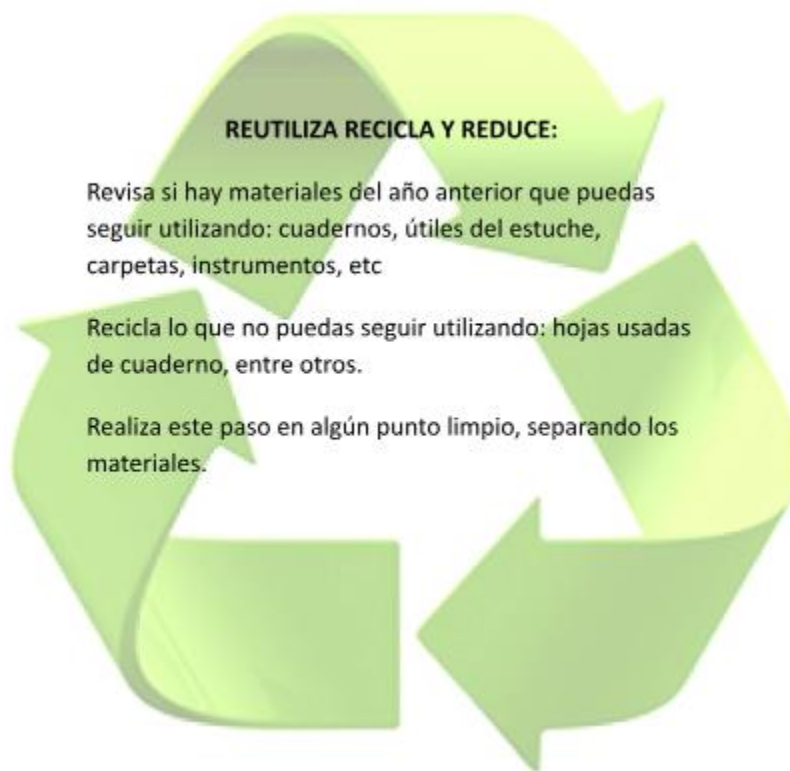 REUTILIZA RECICLA Y REDUCE:
Revisa si hay materiales del año anterior que puedas
seguir utilizando: cuadernos, útiles del estuche,
carpetas, instrumentos, etc
Recicla lo que no puedas seguir utilizando: hojas usadas
de cuaderno, entre otros.
Realiza este paso en algún punto limpio, separando los
materiales.